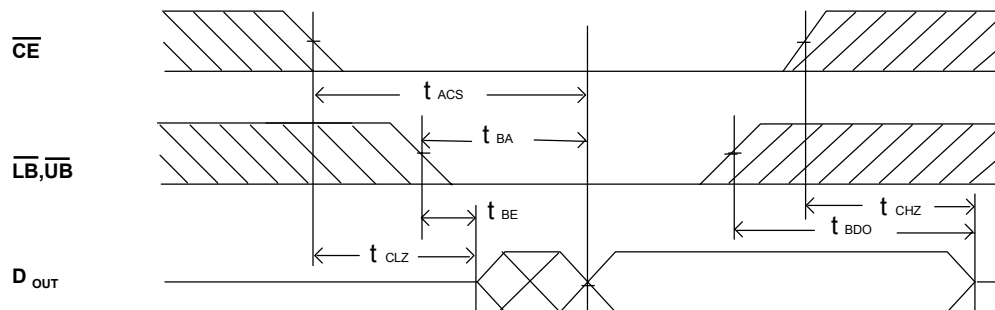 CE
t ACS
t BA
LB,UB
t BE
t CHZ
t BDO
t CLZ
D OUT